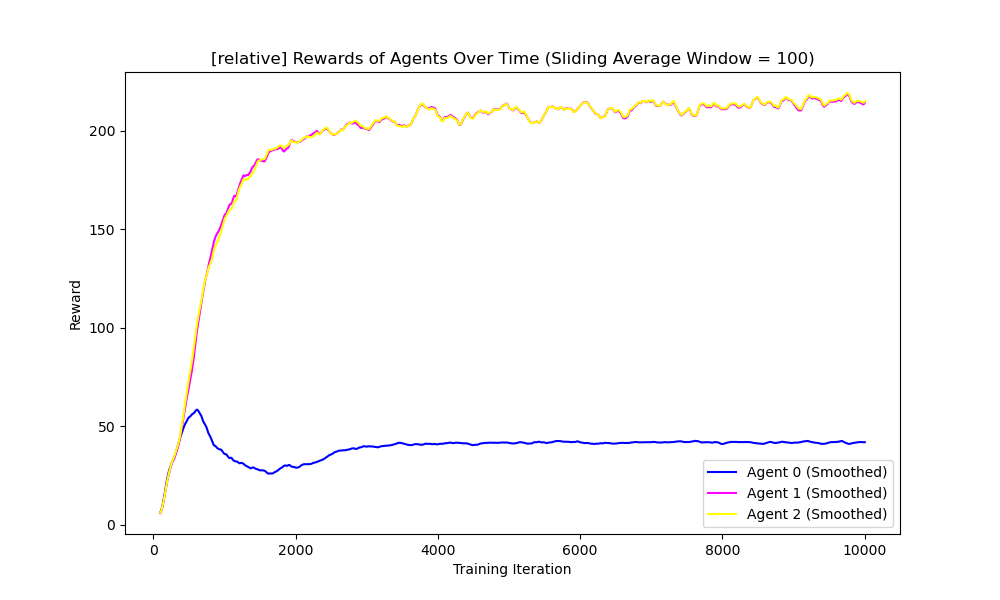 [relative] Rewards of Agents Over Time (Sliding Average Window = 100)
200
150
100
50
0
Reward
0 2000 4000 6000 8000 10000
Training Iteration
Agent 0 (Smoothed)
Agent 1 (Smoothed)
Agent 2 (Smoothed)